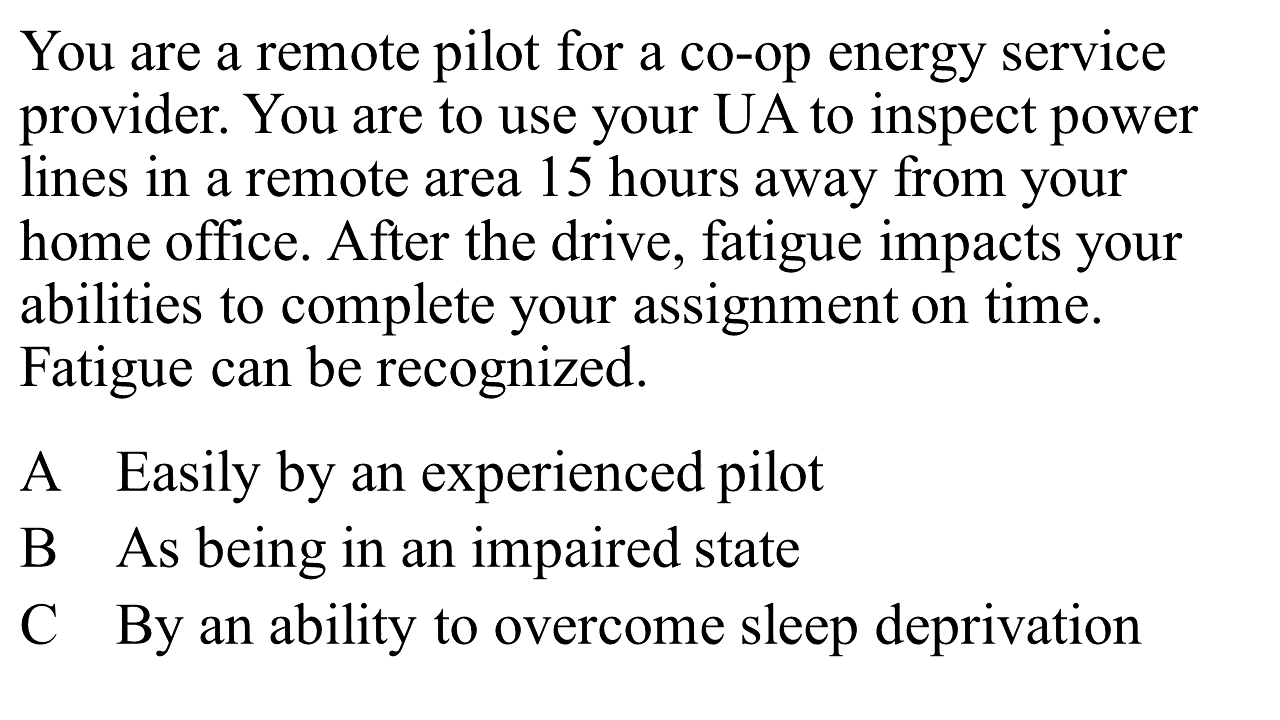 You are a remote pilot for a co-op energy service
provider. You are to use your UA to inspect power
lines in a remote area 15 hours away from your
home office. After the drive, fatigue impacts your
abilities to complete your assignment on time.
Fatigue can be recognized.
A Easily by an experienced pilot
B As being in an impaired state
C By an ability to overcome sleep deprivation